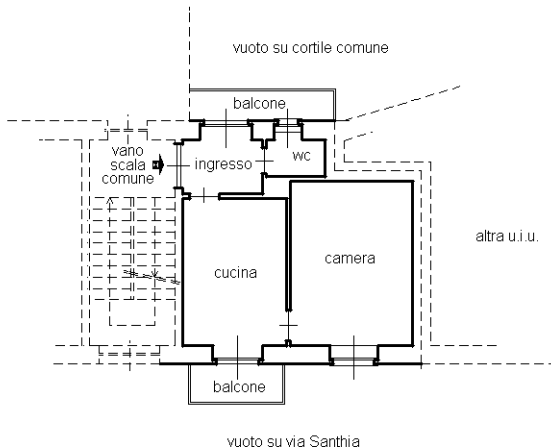 vuoto su cortile comune
balcone
vano
scala
comune
ingresso
wc
altra u.i.u.
cucina
camera
balcone
vuoto su via Santhia